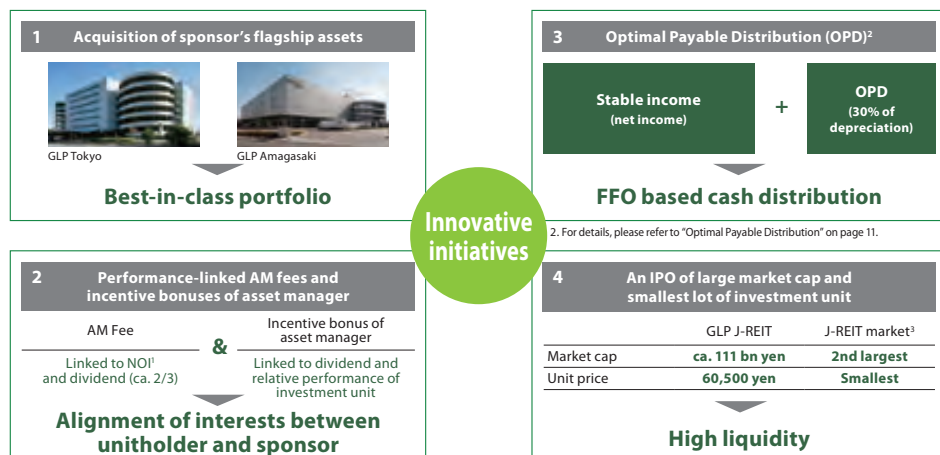 1 Acquisition of sponsor's flagship assets
GLP Tokyo
GLP Amagasaki
Best-in-class portfolio
2 Performance-linked AM fees and
incentive bonuses of asset manager
AM Fee
&
Incentive bonus of
asset manager
Linked to NOI¹
and dividend (ca. 2/3)
Linked to dividend and
relative performance of
investment unit
Alignment of interests between
unitholder and sponsor
Innovative
initiatives
3 Optimal Payable Distribution (OPD)²
Stable income
(net income)
+
OPD
(30% of
depreciation)
FFO based cash distribution
2. For details, please refer to "Optimal Payable Distribution" on page 11.
4 An IPO of large market cap and
smallest lot of investment unit
GLP J-REIT J-REIT market³
Market cap ca. 111 bn yen 2nd largest
Unit price 60,500 yen Smallest
High liquidity